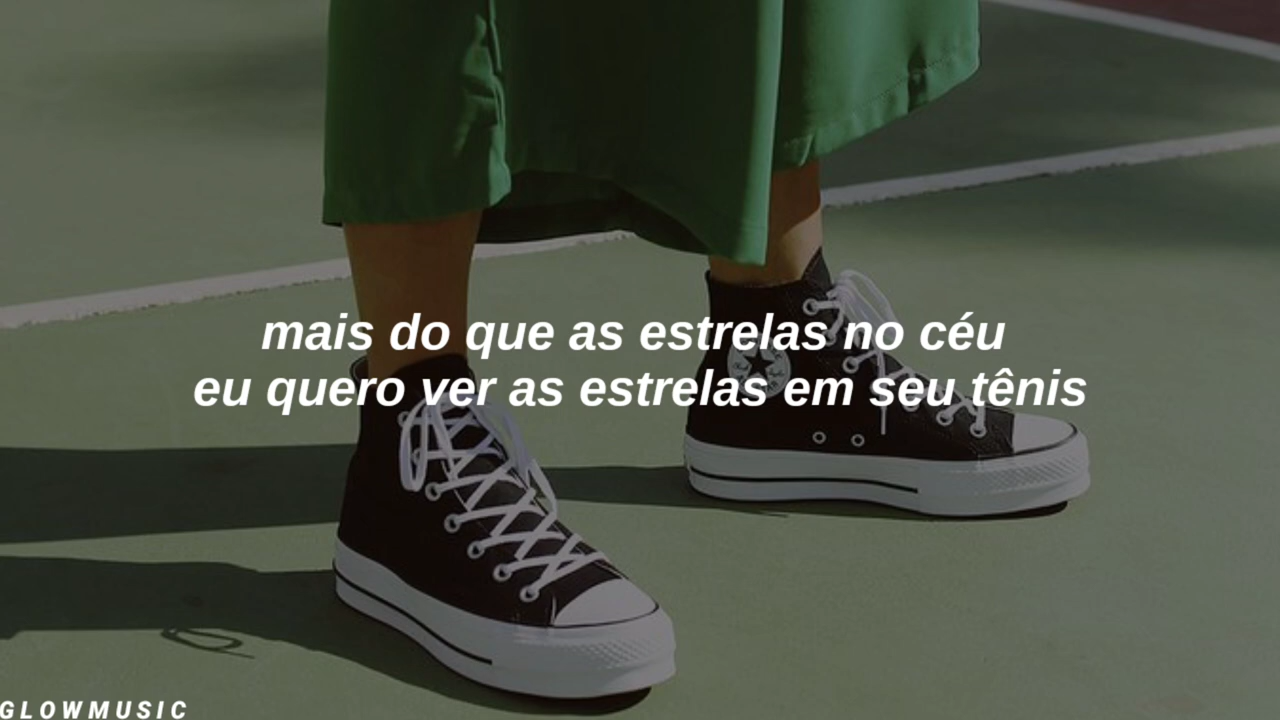 mais do que as estrelas no céu
eu quero ver as estrelas em seu tênis
GLOWMUSIC